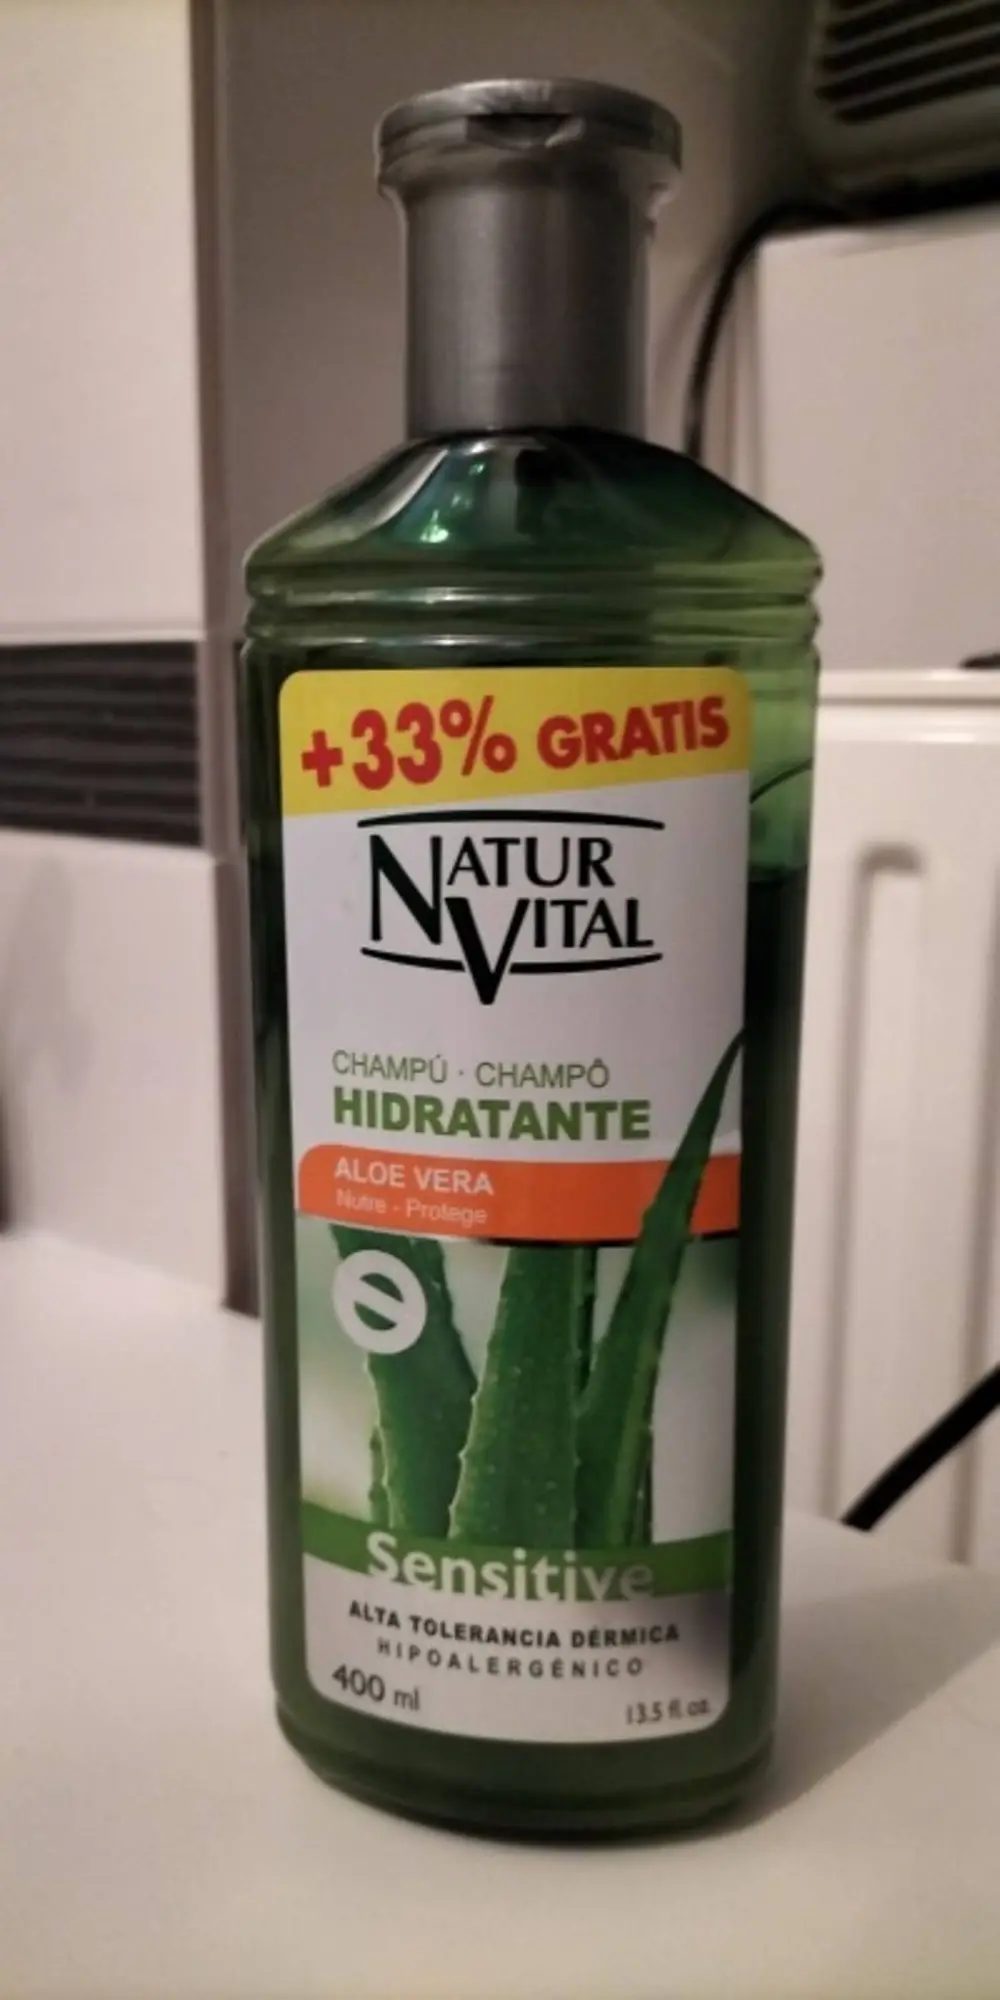 +33% GRATIS
NATUR
VITAL
CHAMPÚ · CHAMPÔ
HIDRATANTE
ALOE VERA
Nutre - Protege
Sensitive
ALTA TOLERANCIA DÉRMICA
HIPOALERGÉNICO
400 ml
13.5 fl. oz.